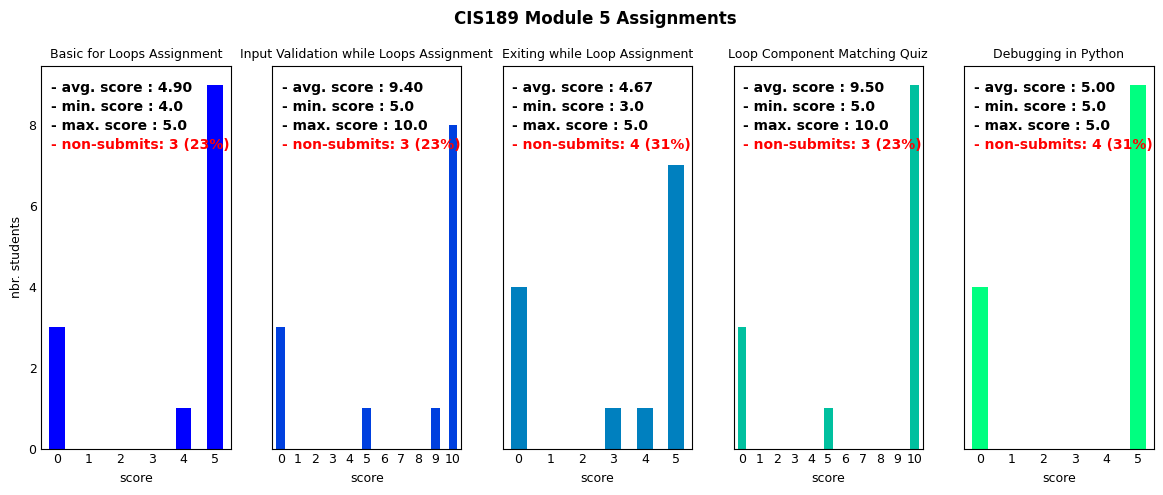 CIS189 Module 5 Assignments
Basic for Loops Assignment
- avg. score : 4.90
- min. score : 4.0
- max. score : 5.0
- non-submits: 3 (23%)
nbr. students
8
6
4
2
0
0 1 2 3 4 5
score
Input Validation while Loops Assignment
- avg. score : 9.40
- min. score : 5.0
- max. score : 10.0
- non-submits: 3 (23%)
0 1 2 3 4 5 6 7 8 9 10
score
Exiting while Loop Assignment
- avg. score : 4.67
- min. score : 3.0
- max. score : 5.0
- non-submits: 4 (31%)
0 1 2 3 4 5
score
Loop Component Matching Quiz
- avg. score : 9.50
- min. score : 5.0
- max. score : 10.0
- non-submits: 3 (23%)
0 1 2 3 4 5 6 7 8 9 10
score
Debugging in Python
- avg. score : 5.00
- min. score : 5.0
- max. score : 5.0
- non-submits: 4 (31%)
0 1 2 3 4 5
score